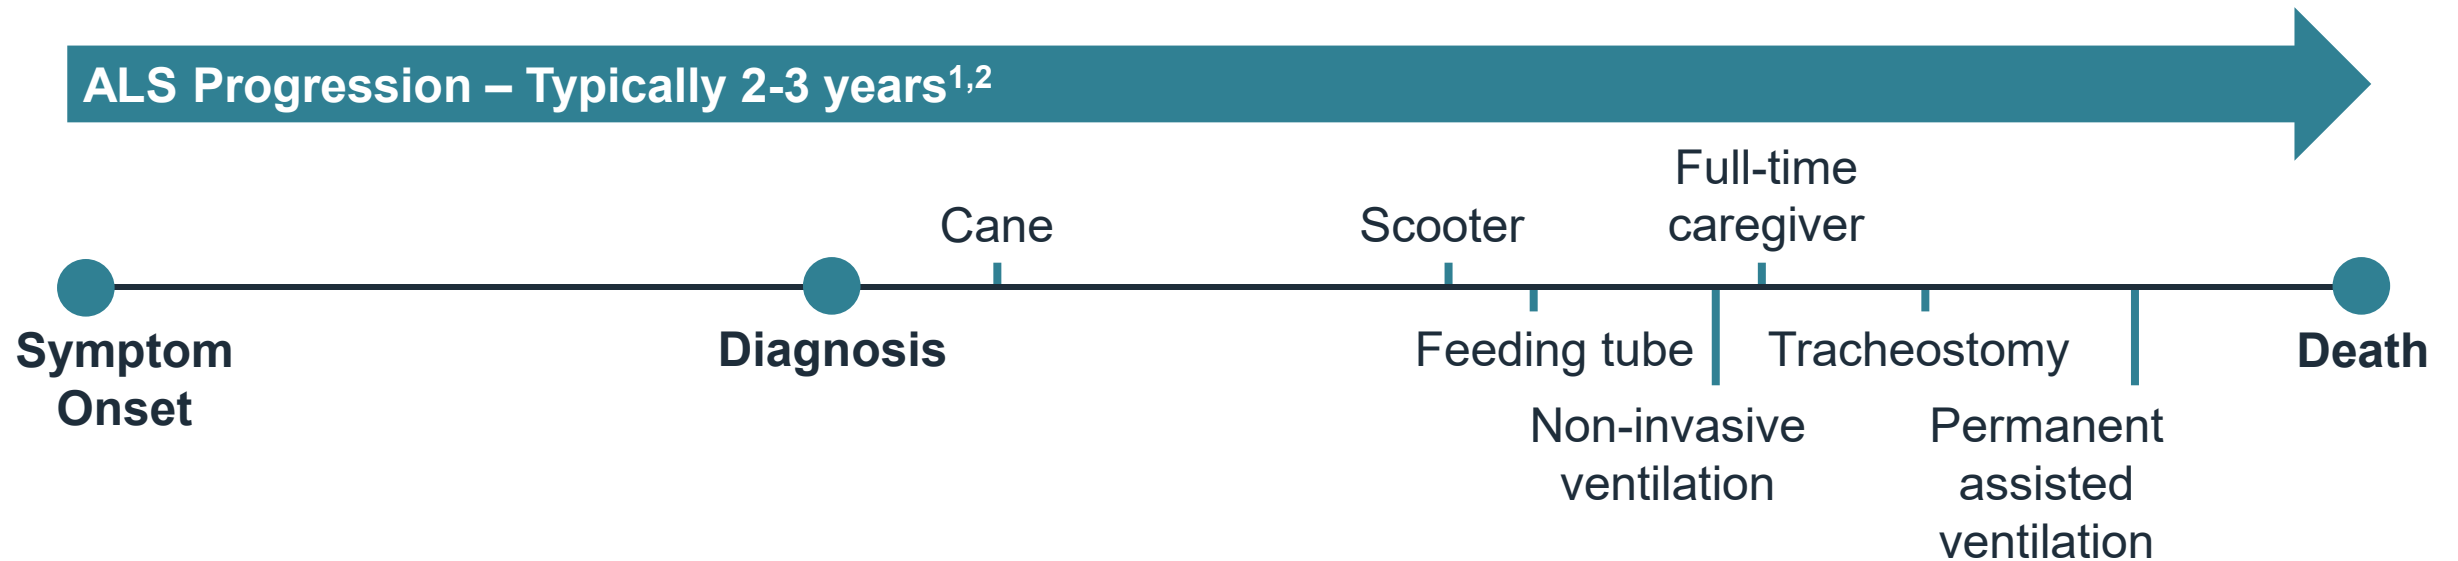 ALS Progression – Typically 2-3 years1,2
Full-time
caregiver
Cane
Scooter
Symptom
Onset
Diagnosis
Feeding tube
Tracheostomy
Death
Non-invasive
ventilation
Permanent
assisted
ventilation